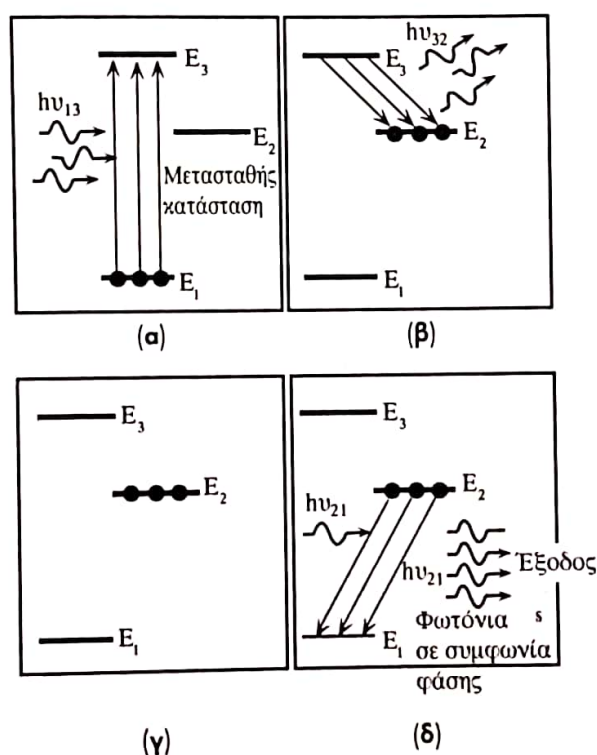 E₃
hυ₁₃
E₂
Μετασταθής
κατάσταση
E₁
(α)
hυ₃₂
E₃
E₂
E₁
(β)
E₃
E₂
E₁
(γ)
E₃
E₂
hυ₂₁
hυ₂₁
Έξοδος
E₁
Φωτόνια s
σε συμφωνία
φάσης
(δ)